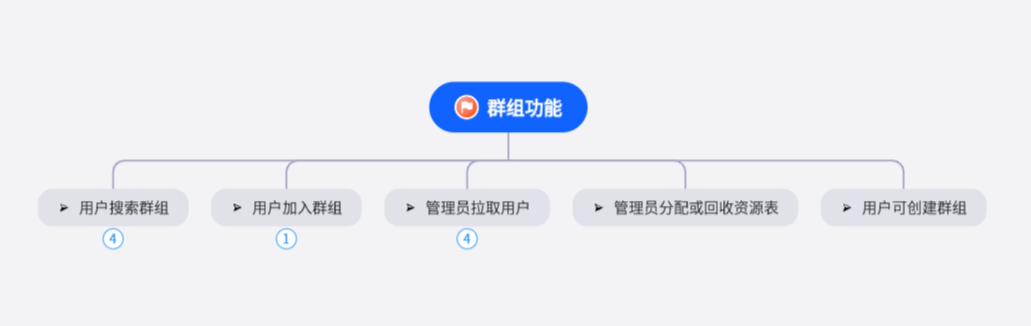 群组功能
➢ 用户搜索群组
➢ 用户加入群组
➢ 管理员拉取用户
➢ 管理员分配或回收资源表
➢ 用户可创建群组
4
1
4